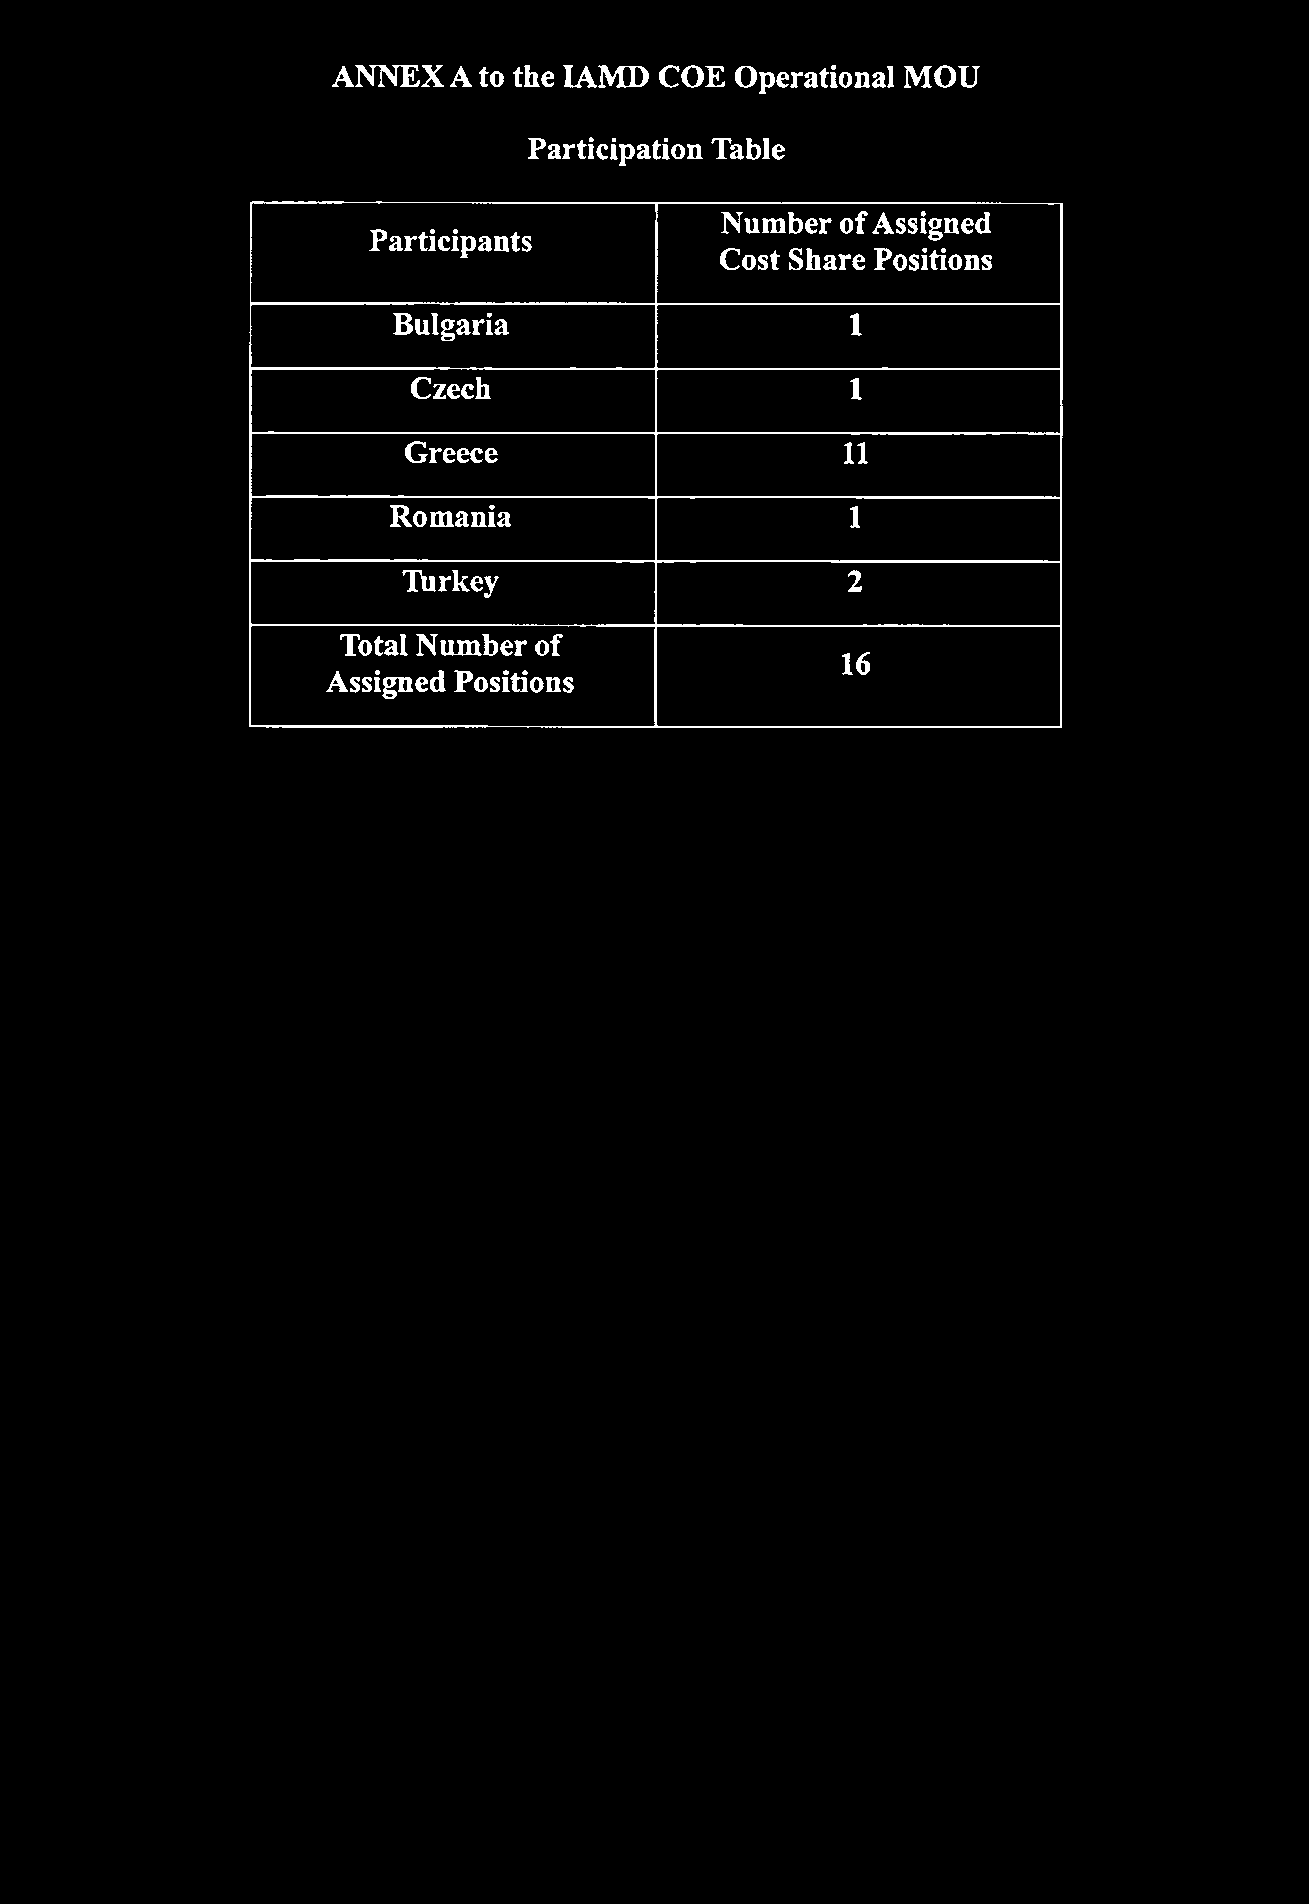 ANNEX A to the IAMD COE Operational MOU
Participation Table
Participants
Number of Assigned
Cost Share Positions
Bulgaria 1
Czech 1
Greece 11
Romania 1
Turkey 2
Total Number of
Assigned Positions
16